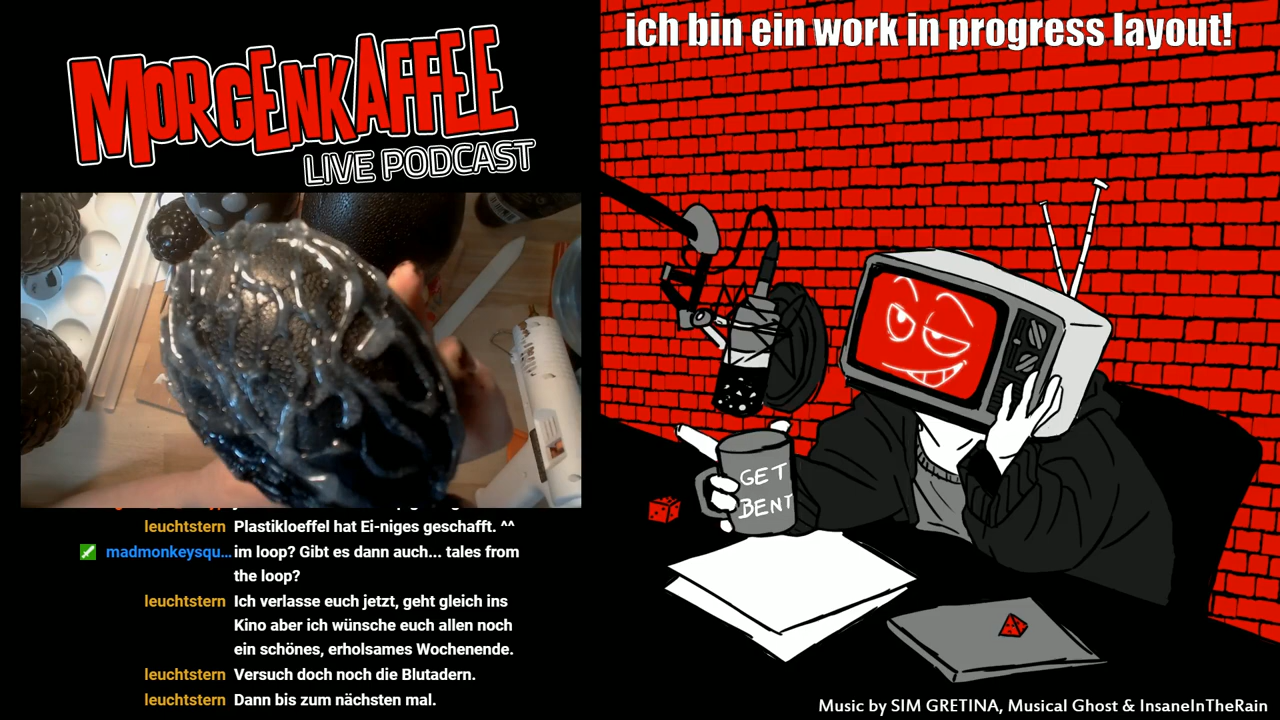 ich bin ein work in progress layout!
MORGENKAFFEE
LIVE PODCAST
GET
BENT
leuchtstern Plastikloeffel hat Ei-niges geschafft. ^^
madmonkeysqu... im loop? Gibt es dann auch... tales from
the loop?
leuchtstern Ich verlasse euch jetzt, geht gleich ins
Kino aber ich wünsche euch allen noch
ein schönes, erholsames Wochenende.
leuchtstern Versuch doch noch die Blutadern.
leuchtstern Dann bis zum nächsten mal.
Music by SIM GRETINA, Musical Ghost & InsaneInTheRain